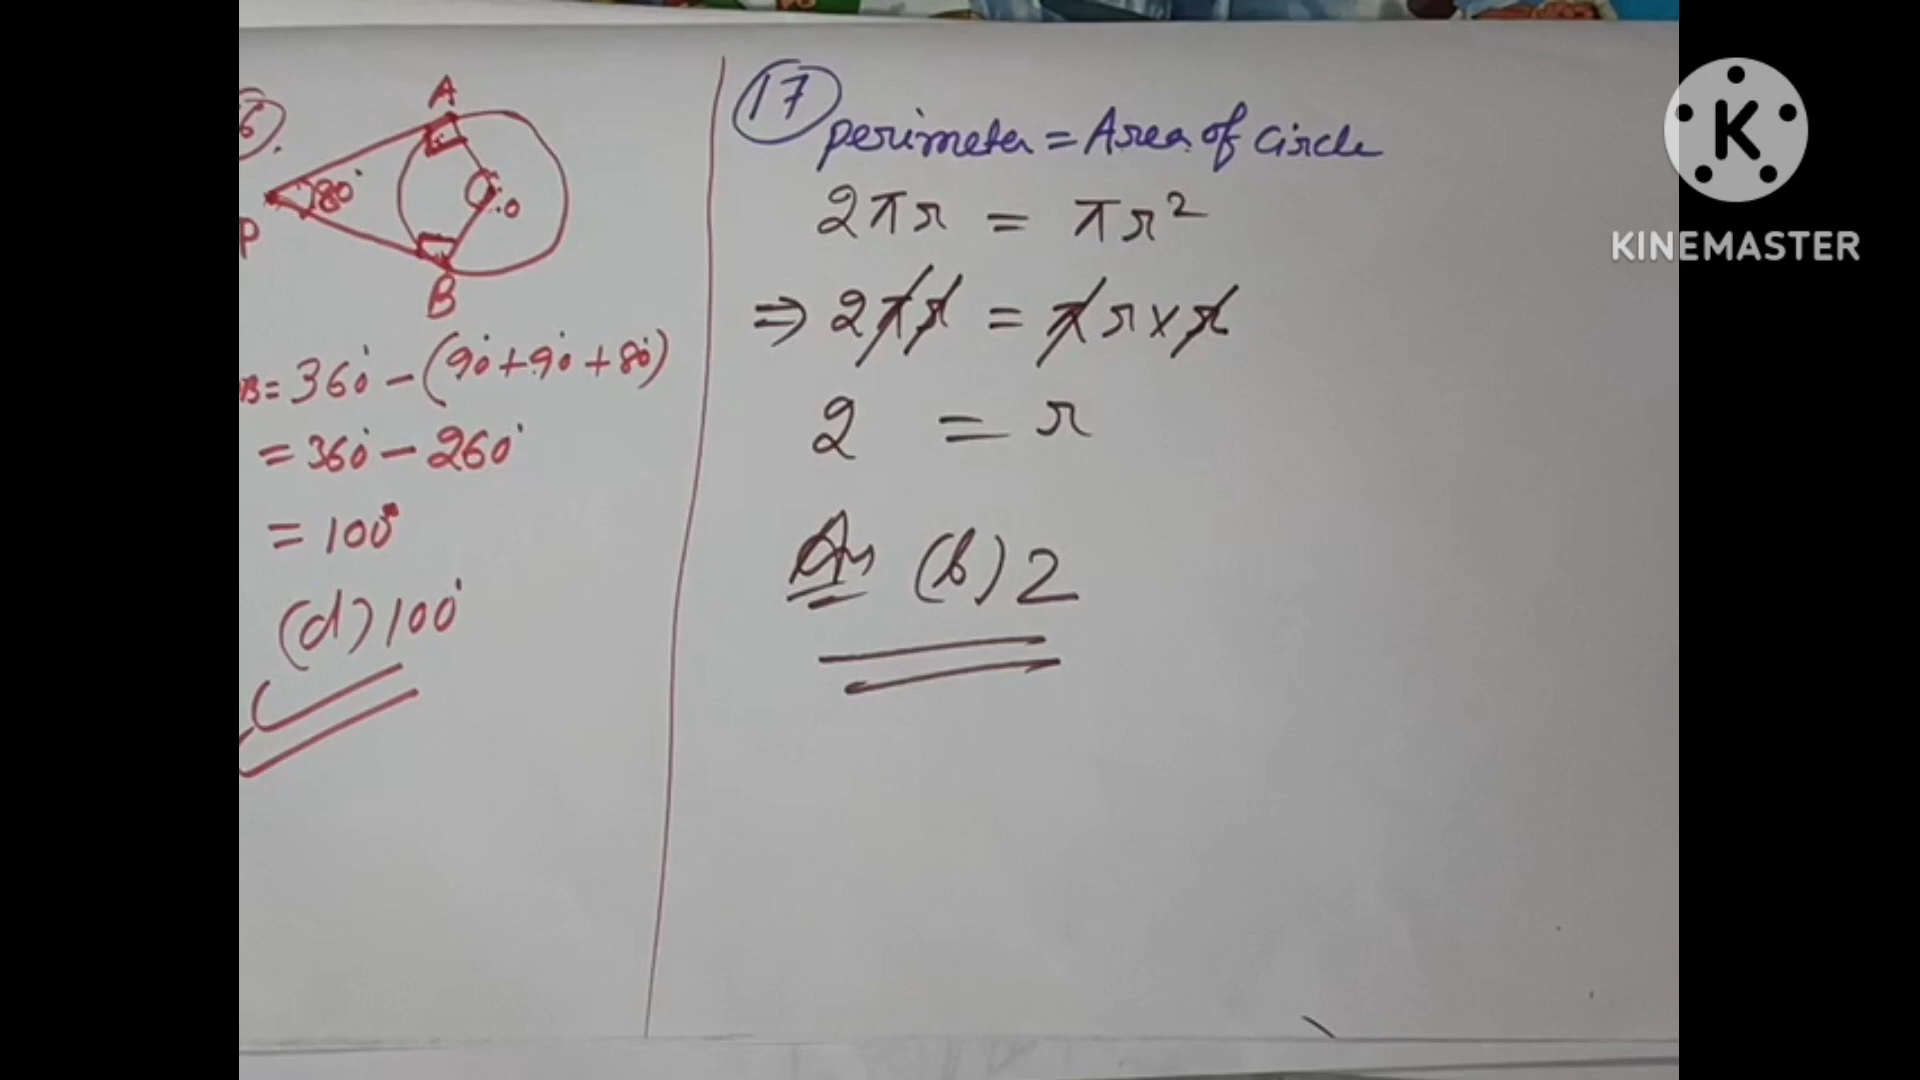 6).
A
80°
O
P
B
B = 360° - (90° + 90° + 80°)
= 360° - 260°
= 100°
(d) 100°
17
perimeter = Area of circle
2πr = πr²
⇒ 2πr = πr × r
2 = r
Ans (b) 2
K
KINEMASTER